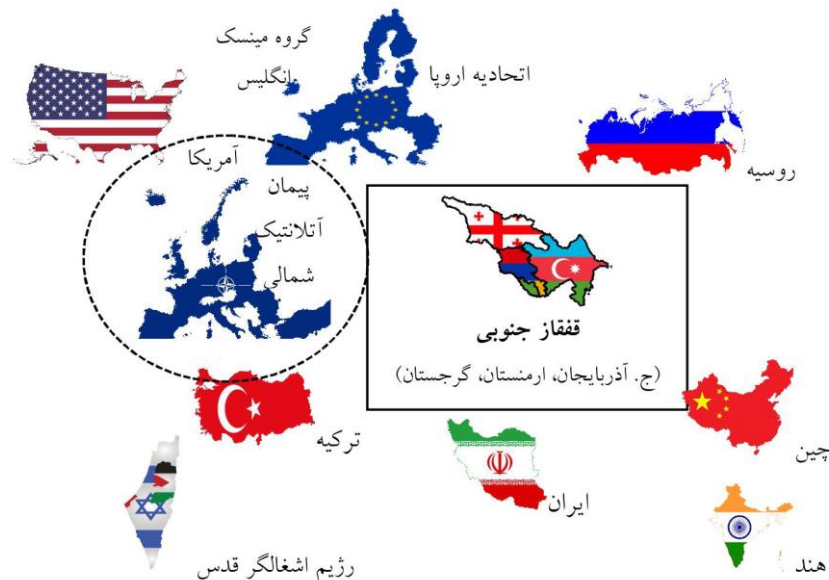 گروه مینسک
انگلیس
اتحادیه اروپا
روسیه
آمریکا
پیمان
آتلانتیک
شمالی
قفقاز جنوبی
(ج. آذربایجان، ارمنستان، گرجستان)
ترکیه
ایران
چین
رژیم اشغالگر قدس
هند